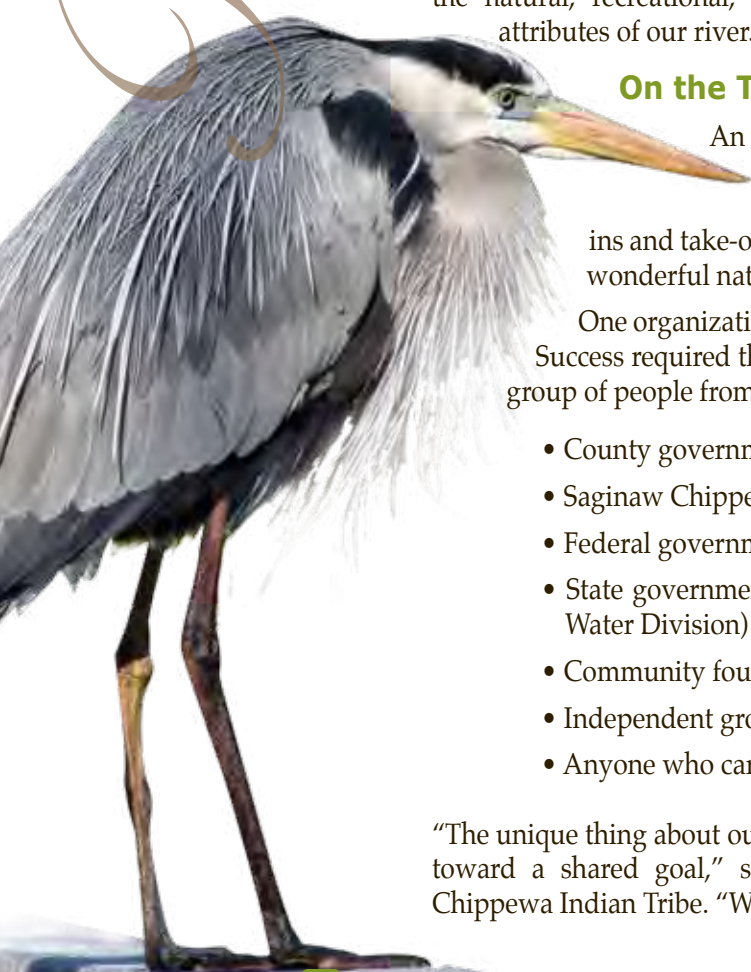 the natural, recreational,
attributes of our river.
On the T
An
ins and take-o
wonderful nat
One organizati
Success required th
group of people from
• County governm
• Saginaw Chippe
• Federal governm
• State governme
Water Division)
• Community fou
• Independent gro
• Anyone who car
“The unique thing about ou
toward a shared goal,” s
Chippewa Indian Tribe. “W